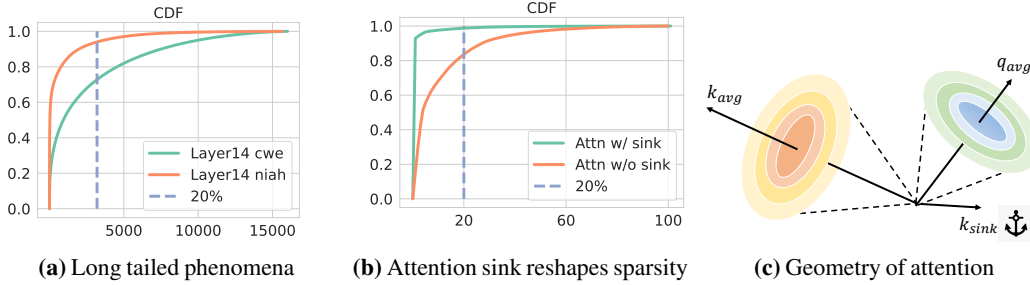 CDF
1.0
0.8
0.6
0.4
0.2
0.0
Layer14 cwe
Layer14 niah
20%
5000 10000 15000
(a) Long tailed phenomena
CDF
1.0
0.8
0.6
0.4
0.2
0.0
Attn w/ sink
Attn w/o sink
20%
20 60 100
(b) Attention sink reshapes sparsity
q_avg
k_avg
k_sink
(c) Geometry of attention